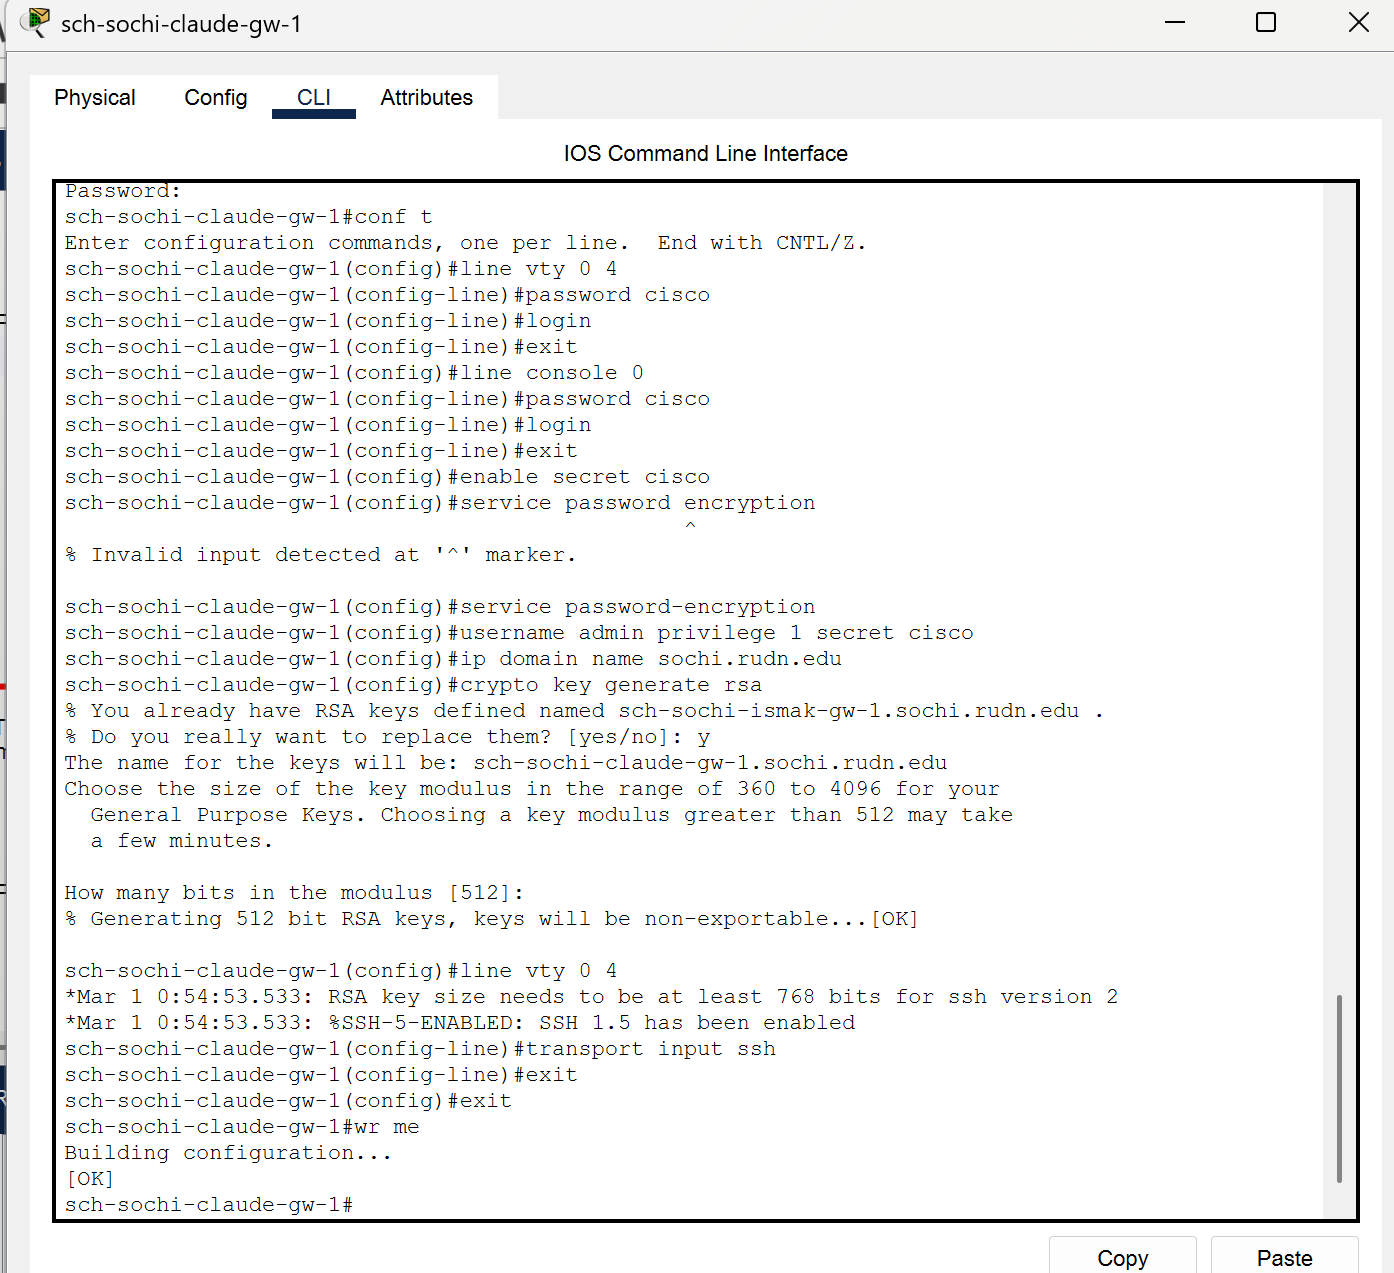 sch-sochi-claude-gw-1
Physical Config CLI Attributes
IOS Command Line Interface
Password:
sch-sochi-claude-gw-1#conf t
Enter configuration commands, one per line.  End with CNTL/Z.
sch-sochi-claude-gw-1(config)#line vty 0 4
sch-sochi-claude-gw-1(config-line)#password cisco
sch-sochi-claude-gw-1(config-line)#login
sch-sochi-claude-gw-1(config-line)#exit
sch-sochi-claude-gw-1(config)#line console 0
sch-sochi-claude-gw-1(config-line)#password cisco
sch-sochi-claude-gw-1(config-line)#login
sch-sochi-claude-gw-1(config-line)#exit
sch-sochi-claude-gw-1(config)#enable secret cisco
sch-sochi-claude-gw-1(config)#service password encryption
^
% Invalid input detected at '^' marker.
sch-sochi-claude-gw-1(config)#service password-encryption
sch-sochi-claude-gw-1(config)#username admin privilege 1 secret cisco
sch-sochi-claude-gw-1(config)#ip domain name sochi.rudn.edu
sch-sochi-claude-gw-1(config)#crypto key generate rsa
% You already have RSA keys defined named sch-sochi-ismak-gw-1.sochi.rudn.edu .
% Do you really want to replace them? [yes/no]: y
The name for the keys will be: sch-sochi-claude-gw-1.sochi.rudn.edu
Choose the size of the key modulus in the range of 360 to 4096 for your
General Purpose Keys. Choosing a key modulus greater than 512 may take
a few minutes.
How many bits in the modulus [512]:
% Generating 512 bit RSA keys, keys will be non-exportable...[OK]
sch-sochi-claude-gw-1(config)#line vty 0 4
*Mar 1 0:54:53.533: RSA key size needs to be at least 768 bits for ssh version 2
*Mar 1 0:54:53.533: %SSH-5-ENABLED: SSH 1.5 has been enabled
sch-sochi-claude-gw-1(config-line)#transport input ssh
sch-sochi-claude-gw-1(config-line)#exit
sch-sochi-claude-gw-1(config)#exit
sch-sochi-claude-gw-1#wr me
Building configuration...
[OK]
sch-sochi-claude-gw-1#
Copy Paste